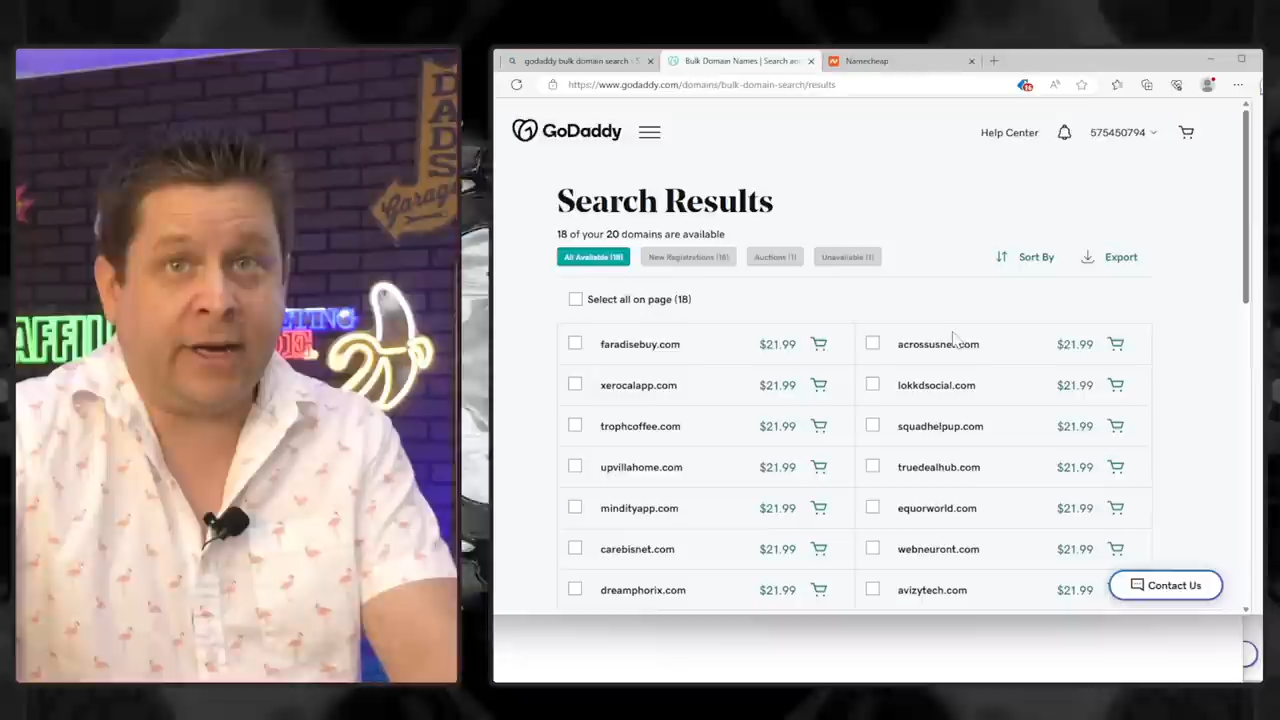 DADS
Garage
AFFIL
ETING
godaddy bulk domain search - S
Bulk Domain Names | Search ac
Namecheap
https://www.godaddy.com/domains/bulk-domain-search/results
GoDaddy
Help Center
575450794
Search Results
18 of your 20 domains are available
All Available (18)
New Registrations (18)
Auctions (1)
Unavailable (1)
Sort By
Export
Select all on page (18)
faradisebuy.com $21.99
acrossusne .com $21.99
xerocalapp.com $21.99
lokkdsocial.com $21.99
trophcoffee.com $21.99
squadhelpup.com $21.99
upvillahome.com $21.99
truedealhub.com $21.99
mindityapp.com $21.99
equorworld.com $21.99
carebisnet.com $21.99
webneuront.com $21.99
dreamphorix.com $21.99
avizytech.com $21.99
Contact Us